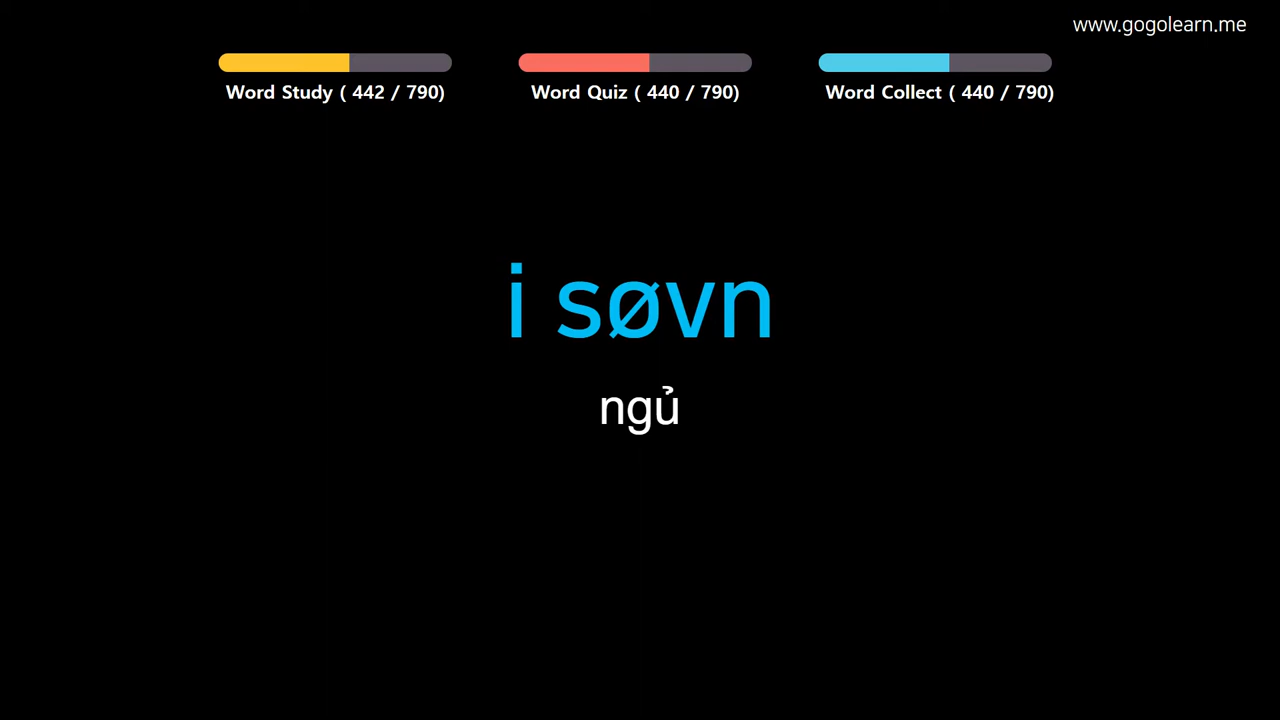 www.gogolearn.me
Word Study ( 442 / 790)
Word Quiz ( 440 / 790)
Word Collect ( 440 / 790)
i søvn
ngủ